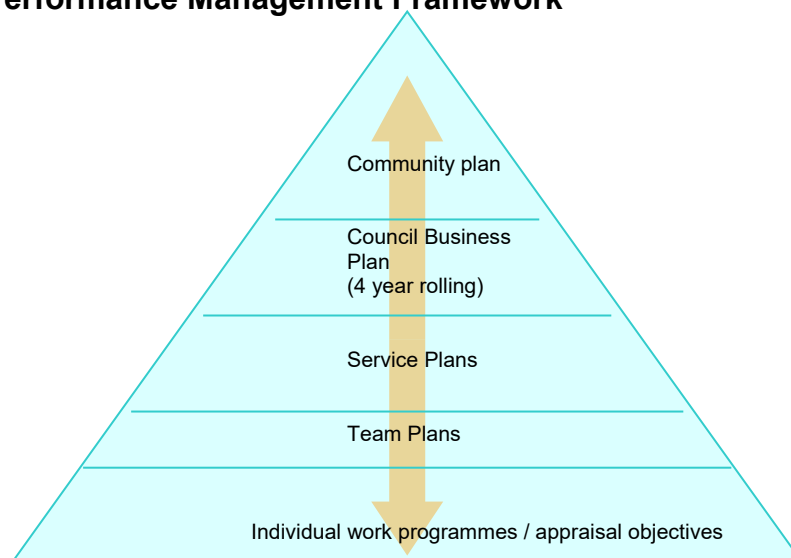 erformance Management Framework
Community plan
Council Business
Plan
(4 year rolling)
Service Plans
Team Plans
Individual work programmes / appraisal objectives